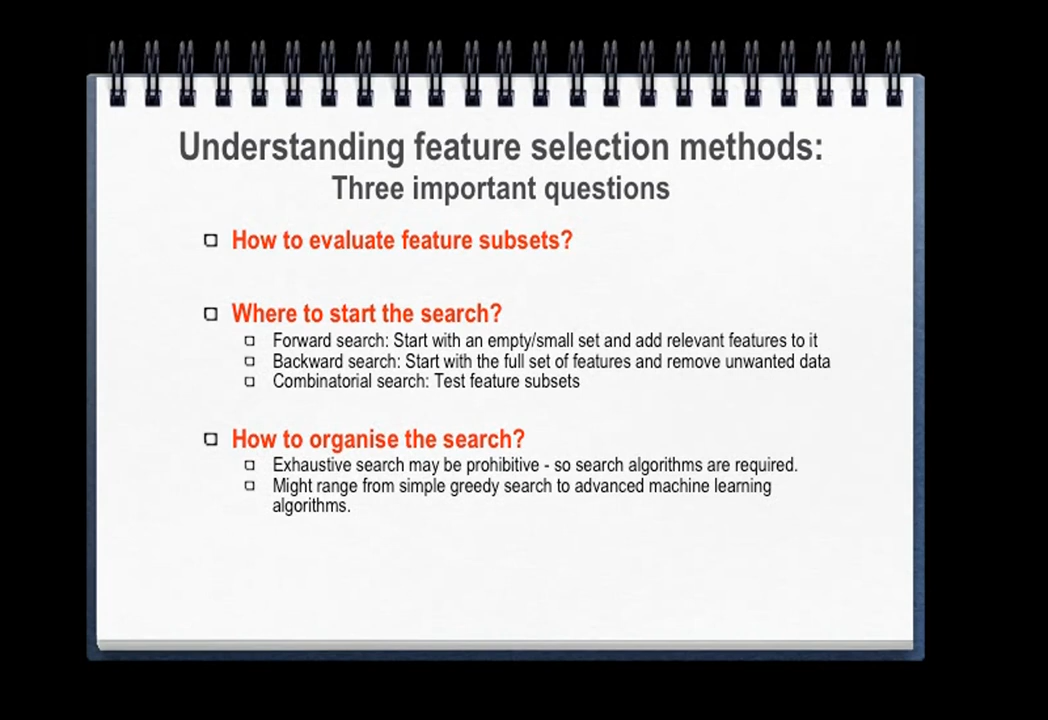 Understanding feature selection methods:
Three important questions
How to evaluate feature subsets?
Where to start the search?
Forward search: Start with an empty/small set and add relevant features to it
Backward search: Start with the full set of features and remove unwanted data
Combinatorial search: Test feature subsets
How to organise the search?
Exhaustive search may be prohibitive - so search algorithms are required.
Might range from simple greedy search to advanced machine learning
algorithms.